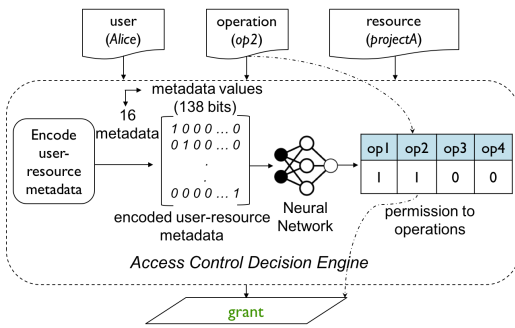 user
(Alice)
operation
(op2)
resource
(projectA)
metadata values
(138 bits)
16
metadata
Encode
user-
resource
metadata
1 0 0 0 ... 0
0 1 0 0 ... 0
.
.
0 0 0 0 ... 1
encoded user-resource
metadata
Neural
Network
op1 op2 op3 op4
1 1 0 0
permission to
operations
Access Control Decision Engine
grant